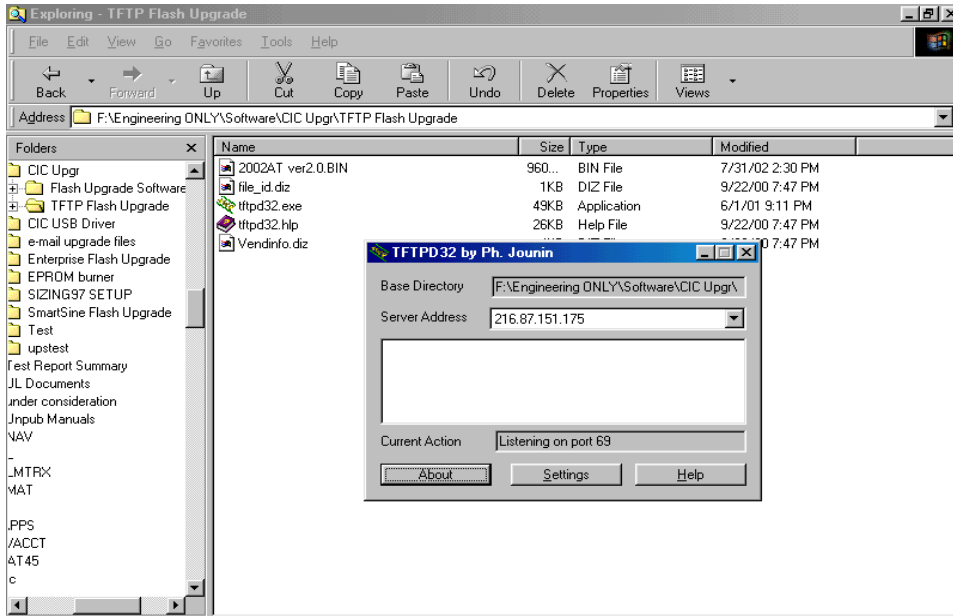 Exploring - TFTP Flash Upgrade
File Edit View Go Favorites Tools Help
Back Forward Up Cut Copy Paste Undo Delete Properties Views
Address F:\Engineering ONLY\Software\CIC Upgr\TFTP Flash Upgrade
Folders
CIC Upgr
Flash Upgrade Software
TFTP Flash Upgrade
CIC USB Driver
e-mail upgrade files
Enterprise Flash Upgrade
EPROM burner
SIZING97 SETUP
SmartSine Flash Upgrade
Test
upstest
Test Report Summary
UL Documents
under consideration
Unpub Manuals
NAV
_
_MTRX
MAT
.PPS
/ACCT
AT45
c
Name Size Type Modified
2002AT ver2.0.BIN 960... BIN File 7/31/02 2:30 PM
file_id.diz 1KB DIZ File 9/22/00 7:47 PM
tftpd32.exe 49KB Application 6/1/01 9:11 PM
tftpd32.hlp 26KB Help File 9/22/00 7:47 PM
Vendinfo.diz 7:47 PM
TFTPD32 by Ph. Jounin
Base Directory F:\Engineering ONLY\Software\CIC Upgr\
Server Address 216.87.151.175
Current Action Listening on port 69
About Settings Help